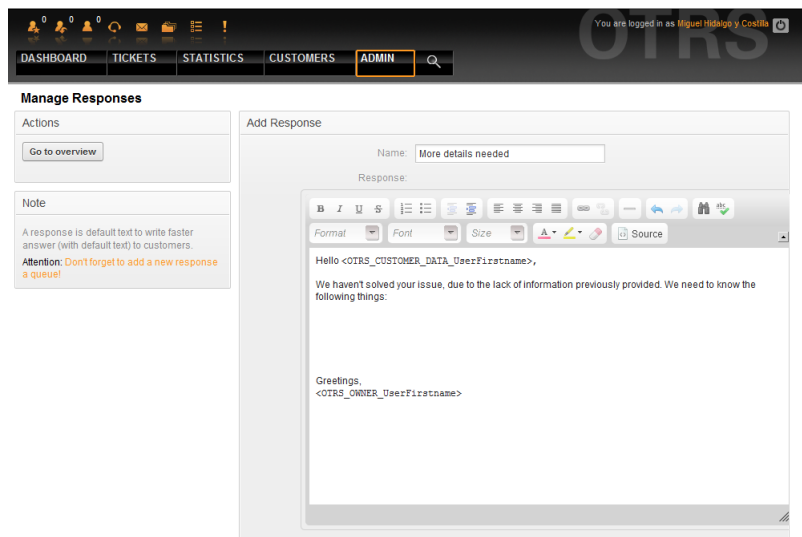 0 0 0
You are logged in as Miguel Hidalgo y Costilla
OTRS
DASHBOARD TICKETS STATISTICS CUSTOMERS ADMIN
Manage Responses
Actions
Go to overview
Note
A response is default text to write faster
answer (with default text) to customers.
Attention: Don't forget to add a new response
a queue!
Add Response
Name: More details needed
Response:
B I U S
abc
Format Font Size A Source
Hello <OTRS_CUSTOMER_DATA_UserFirstname>,
We haven't solved your issue, due to the lack of information previously provided. We need to know the
following things:
Greetings,
<OTRS_OWNER_UserFirstname>